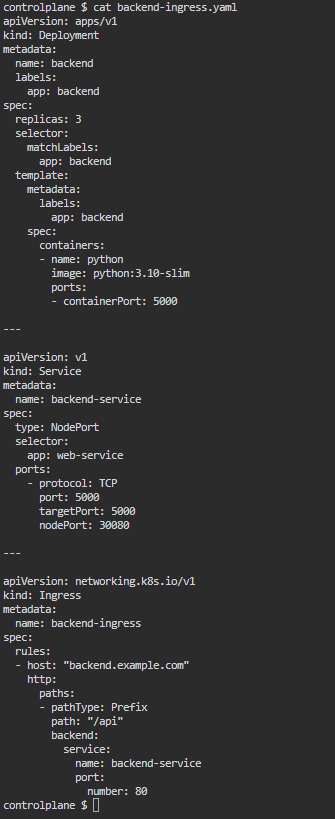 controlplane $ cat backend-ingress.yaml
apiVersion: apps/v1
kind: Deployment
metadata:
  name: backend
  labels:
    app: backend
spec:
  replicas: 3
  selector:
    matchLabels:
      app: backend
  template:
    metadata:
      labels:
        app: backend
    spec:
      containers:
      - name: python
        image: python:3.10-slim
        ports:
        - containerPort: 5000

---

apiVersion: v1
kind: Service
metadata:
  name: backend-service
spec:
  type: NodePort
  selector:
    app: web-service
  ports:
    - protocol: TCP
      port: 5000
      targetPort: 5000
      nodePort: 30080

---

apiVersion: networking.k8s.io/v1
kind: Ingress
metadata:
  name: backend-ingress
spec:
  rules:
  - host: "backend.example.com"
    http:
      paths:
      - pathType: Prefix
        path: "/api"
        backend:
          service:
            name: backend-service
            port:
              number: 80
controlplane $